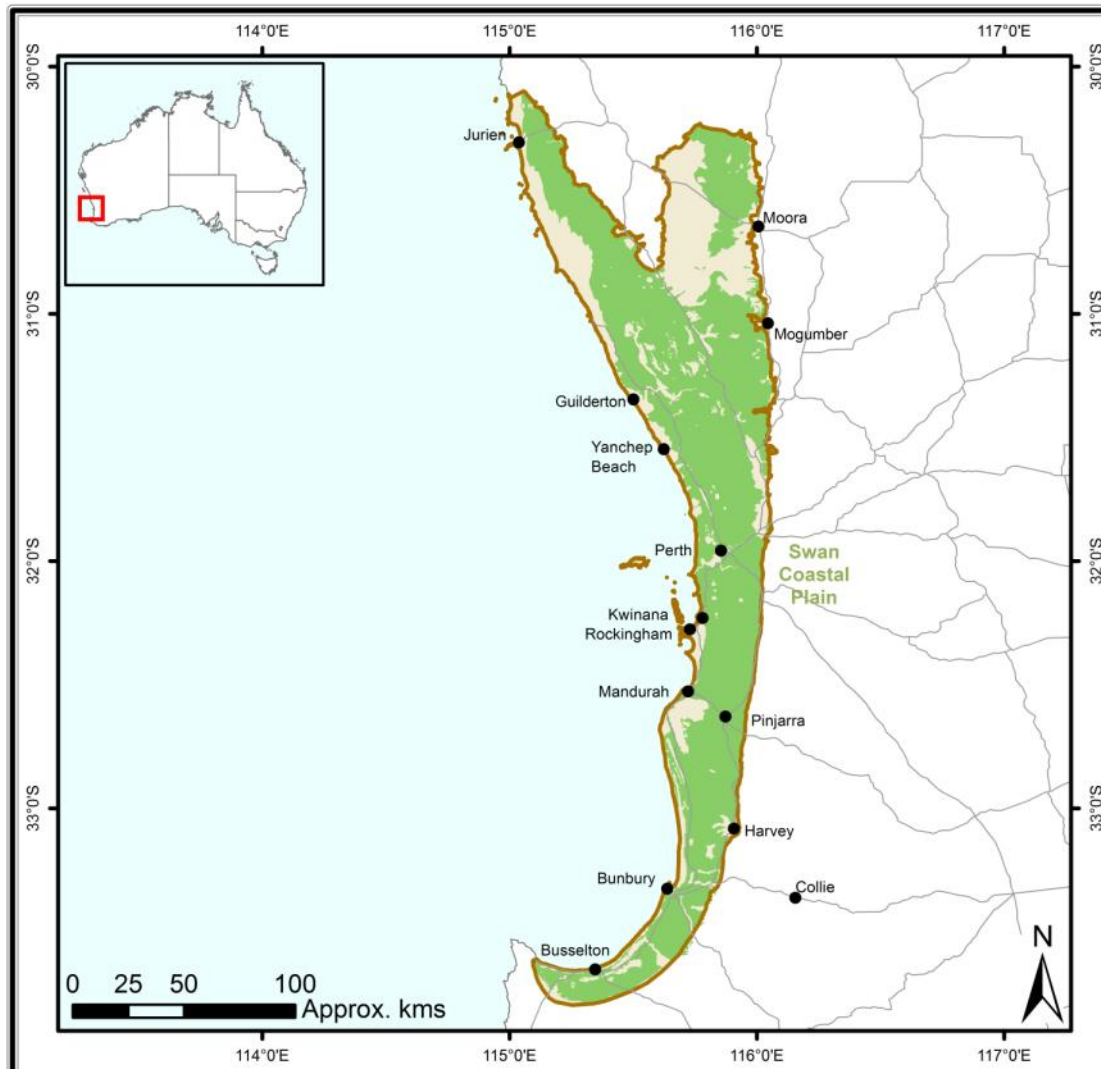 114°0'E 115°0'E 116°0'E 117°0'E
30°0'S
30°0'S
Jurien
Moora
31°0'S
31°0'S
Mogumber
Guilderton
Yanchep
Beach
Perth
Swan
Coastal
Plain
32°0'S
32°0'S
Kwinana
Rockingham
Mandurah
Pinjarra
33°0'S
33°0'S
Harvey
Bunbury
Collie
Busselton
N
0 25 50 100
Approx. kms
114°0'E 115°0'E 116°0'E 117°0'E